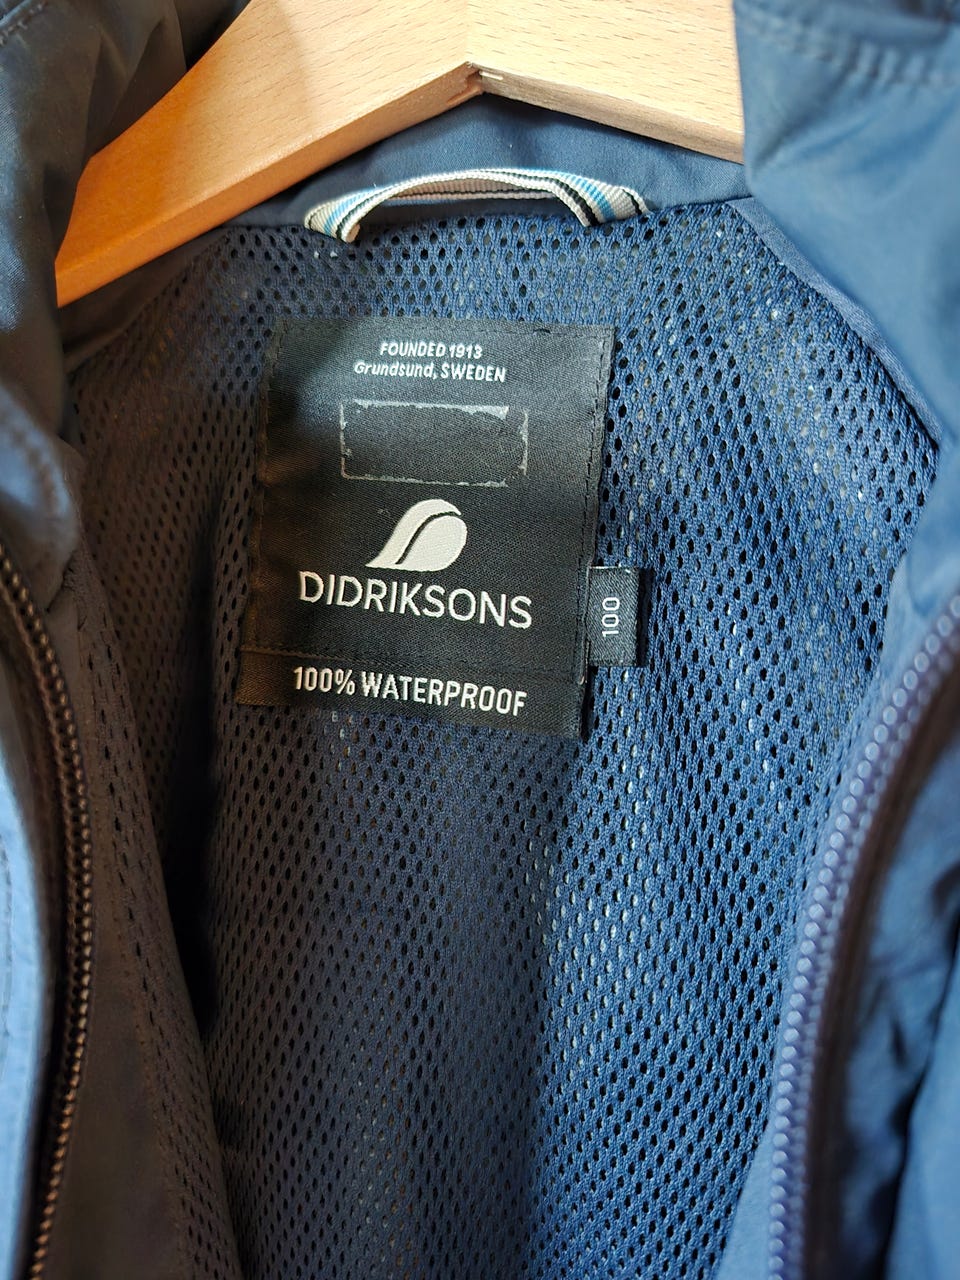 FOUNDED 1913
Grundsund, SWEDEN
DIDRIKSONS
100% WATERPROOF
100